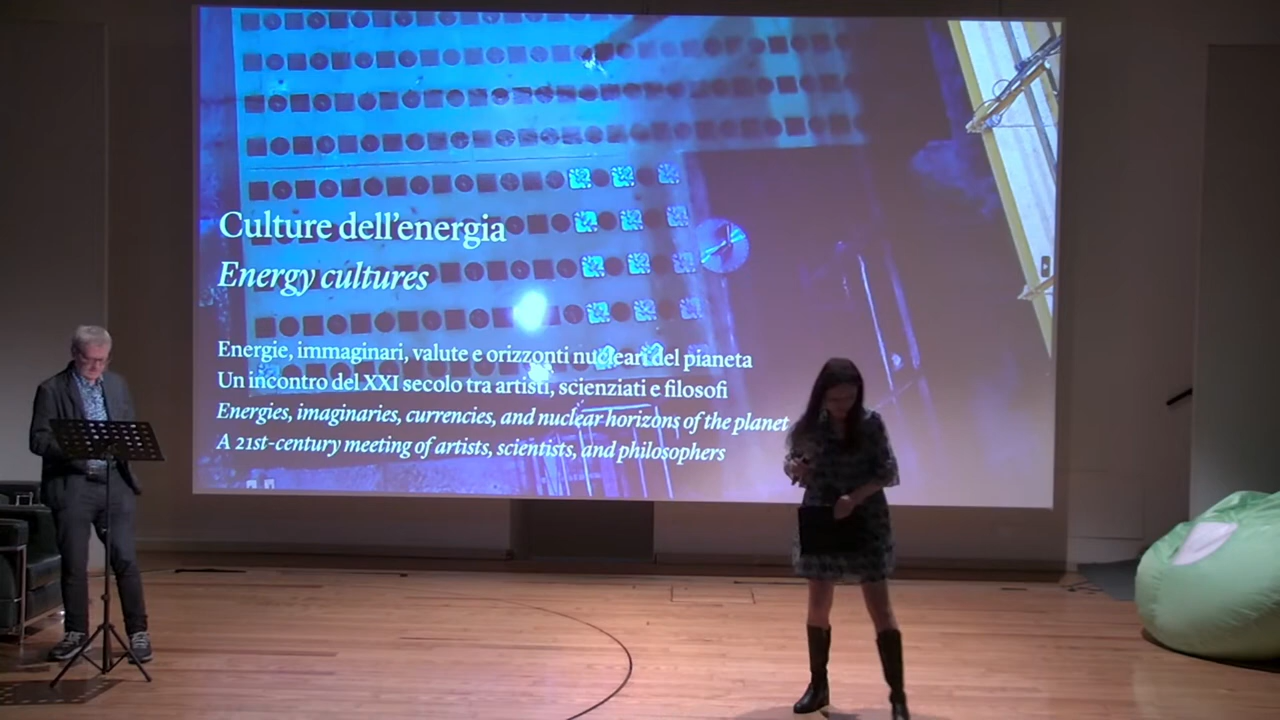 Culture dell'energia
Energy cultures
Energie, immaginari, valute e orizzonti nucleari del pianeta
Un incontro del XXI secolo tra artisti, scienziati e filosofi
Energies, imaginaries, currencies, and nuclear horizons of the planet
A 21st-century meeting of artists, scientists, and philosophers